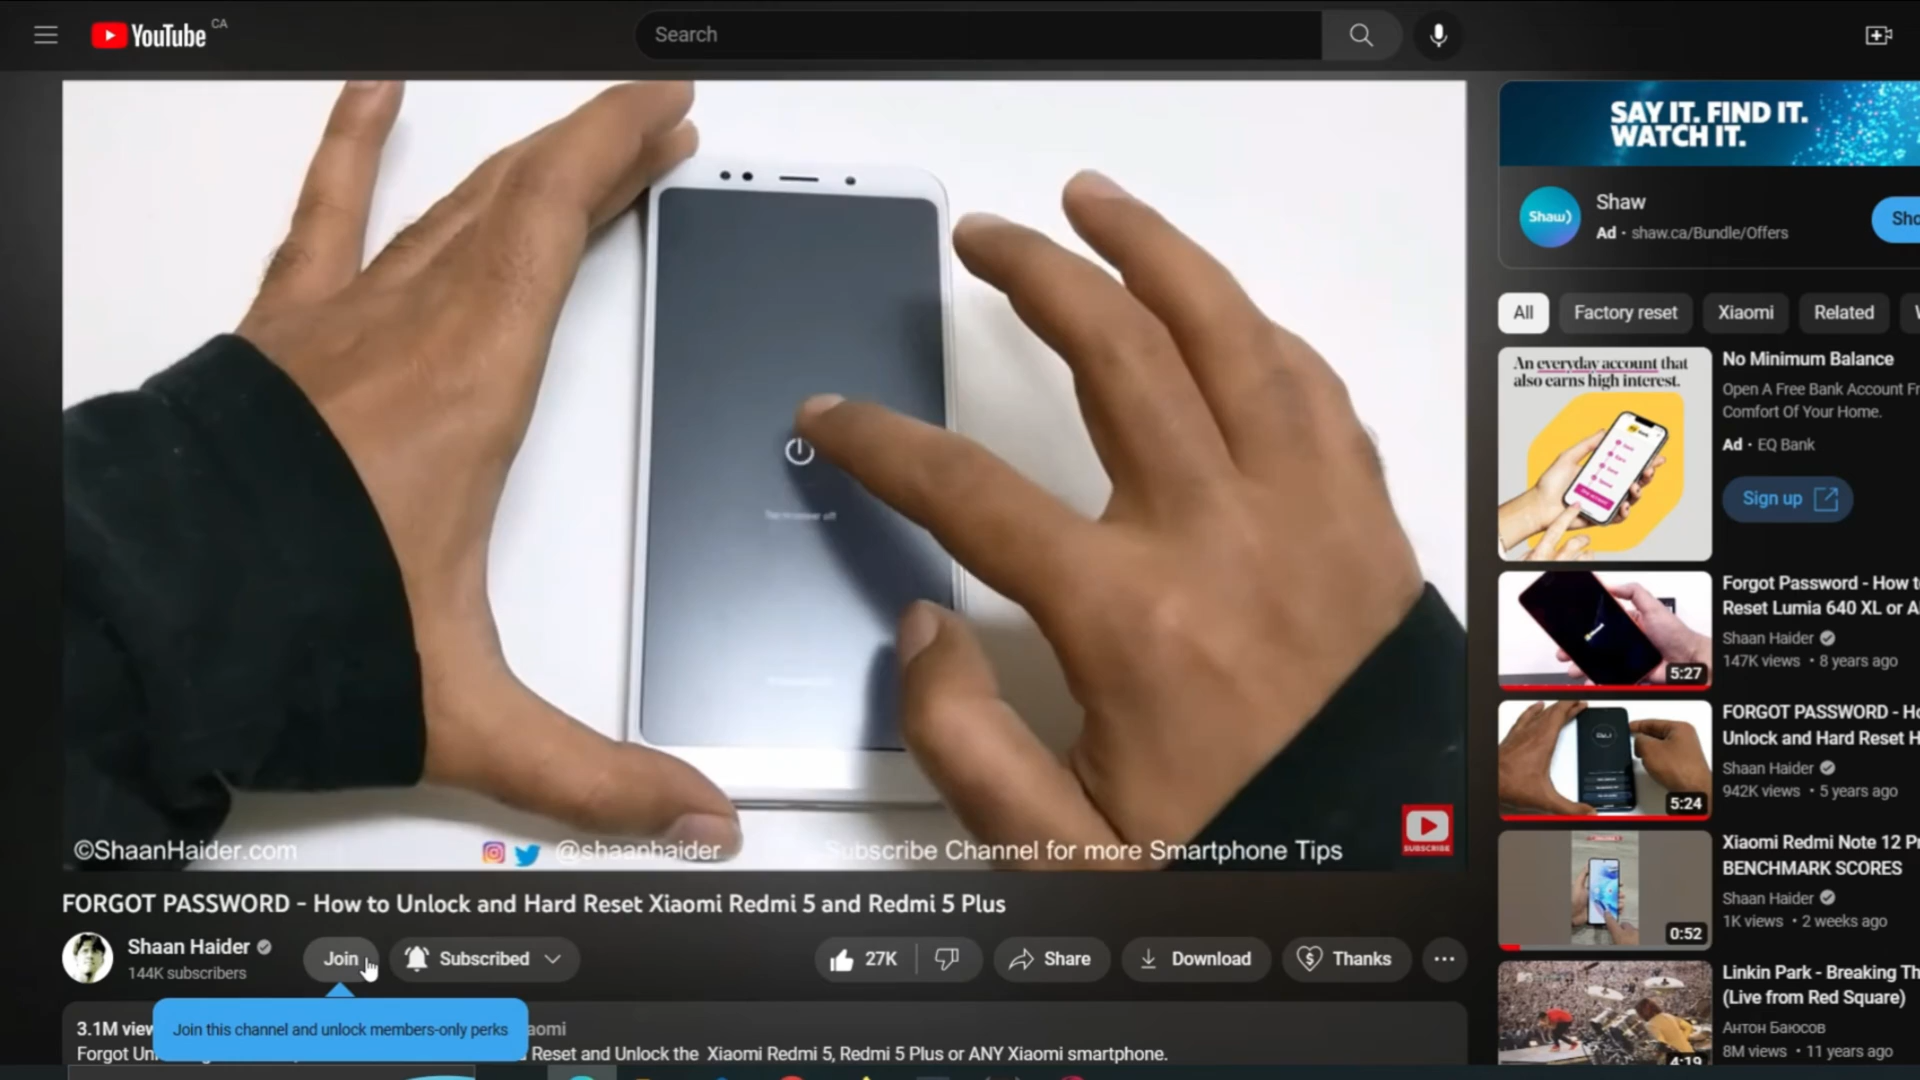 YouTube CA
Search
SAY IT. FIND IT.
WATCH IT.
Shaw)
Shaw
Ad · shaw.ca/Bundle/Offers
All
Factory reset
Xiaomi
Related
An everyday account that
also earns high interest.
No Minimum Balance
Open A Free Bank Account
Comfort Of Your Home.
Ad · EQ Bank
Sign up
Forgot Password - How
Reset Lumia 640 XL or
Shaan Haider
147K views • 8 years ago
5:27
FORGOT PASSWORD -
Unlock and Hard Reset
Shaan Haider
942K views • 5 years ago
5:24
Xiaomi Redmi Note 12
BENCHMARK SCORES
Shaan Haider
1K views • 2 weeks ago
0:52
Linkin Park - Breaking
(Live from Red Square)
Антон Баюсов
8M views • 11 years ago
4:19
©ShaanHaider.com
@shaanhaider
Subscribe Channel for more Smartphone Tips
SUBSCRIBE
FORGOT PASSWORD - How to Unlock and Hard Reset Xiaomi Redmi 5 and Redmi 5 Plus
Shaan Haider
144K subscribers
Join
Subscribed
27K
Share
Download
Thanks
3.1M
Join this channel and unlock members-only perks
Forgot
Reset and Unlock the Xiaomi Redmi 5, Redmi 5 Plus or ANY Xiaomi smartphone.